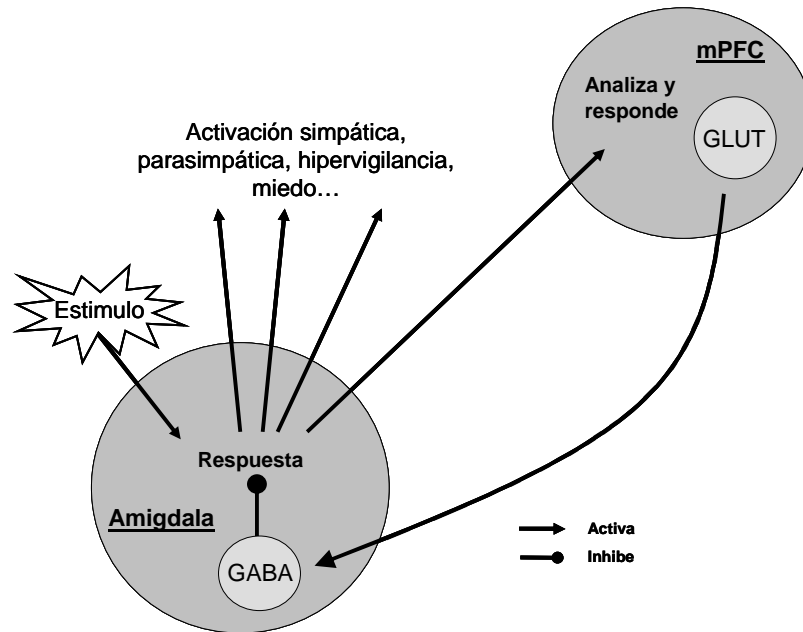 mPFC
Analiza y
responde
GLUT
Activación simpática,
parasimpática, hipervigilancia,
miedo…
Estimulo
Respuesta
Amigdala
GABA
Activa
Inhibe